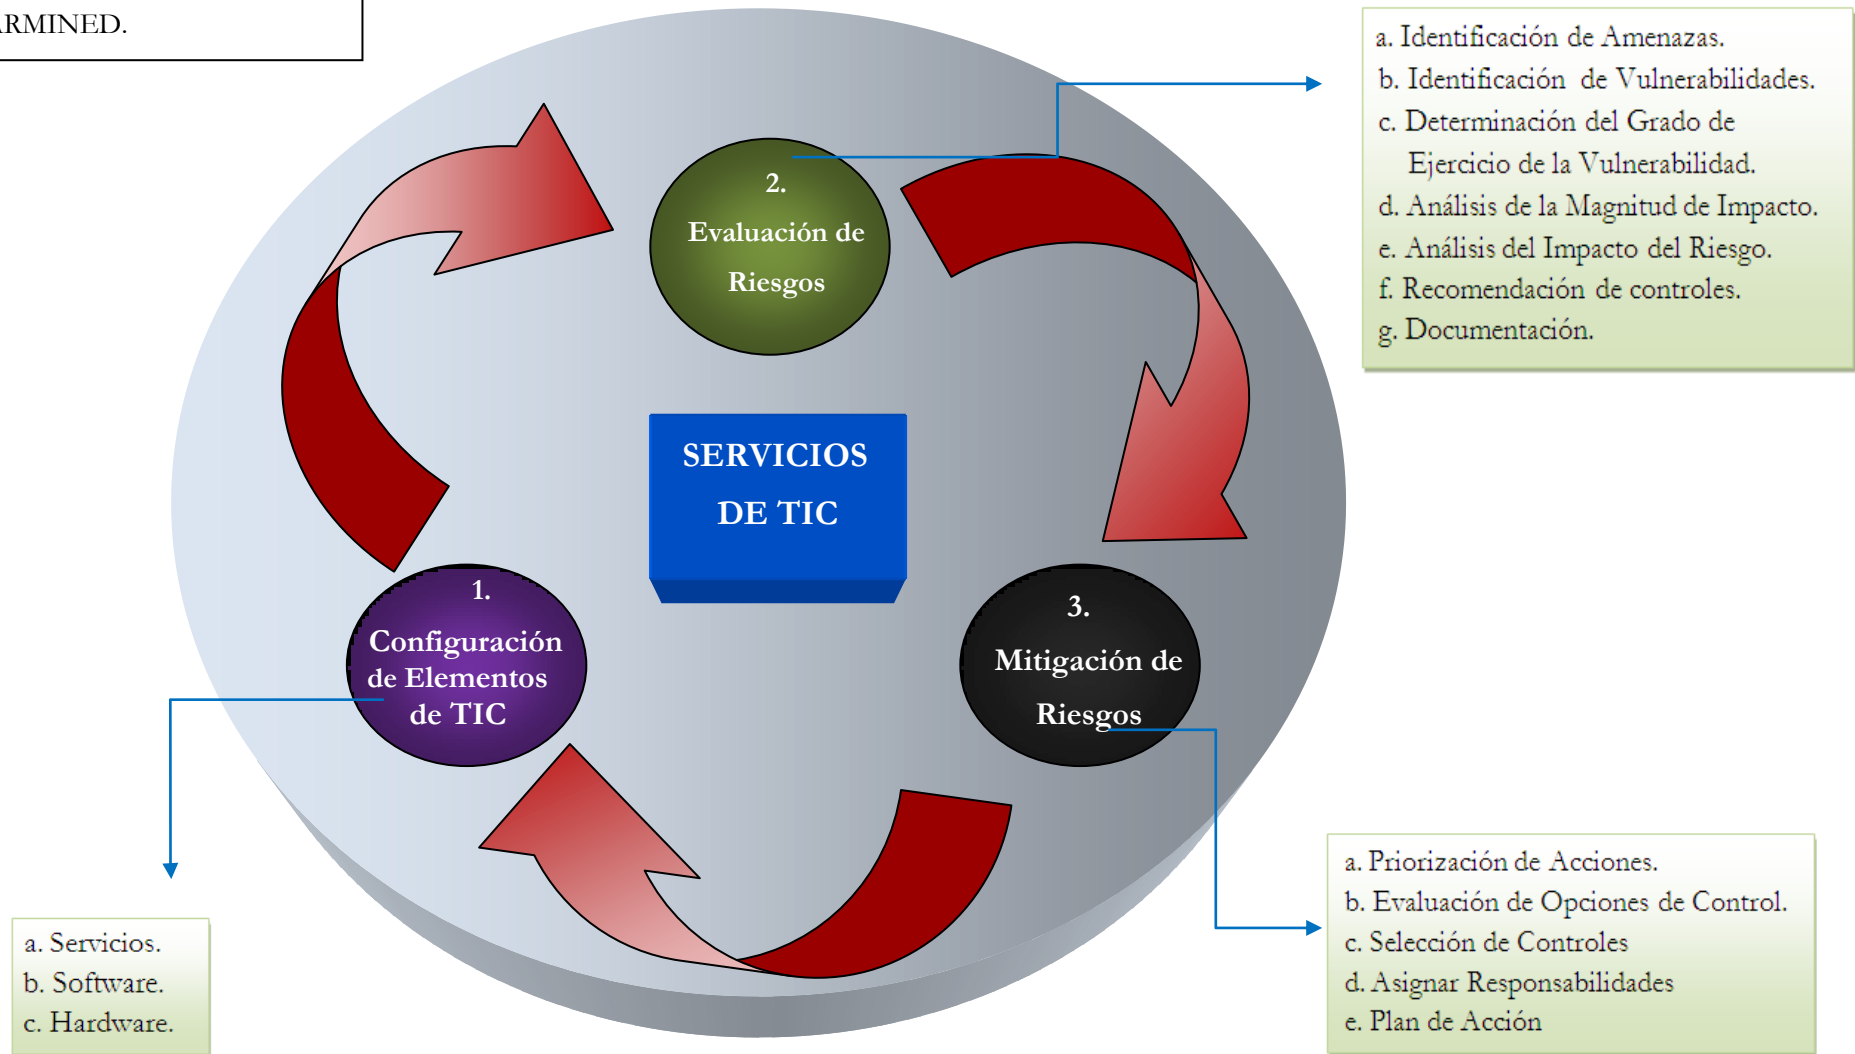 ARMINED.
a. Identificación de Amenazas.
b. Identificación de Vulnerabilidades.
c. Determinación del Grado de
Ejercicio de la Vulnerabilidad.
d. Análisis de la Magnitud de Impacto.
e. Análisis del Impacto del Riesgo.
f. Recomendación de controles.
g. Documentación.
2.
Evaluación de
Riesgos
SERVICIOS
DE TIC
1.
Configuración
de Elementos
de TIC
3.
Mitigación de
Riesgos
a. Servicios.
b. Software.
c. Hardware.
a. Priorización de Acciones.
b. Evaluación de Opciones de Control.
c. Selección de Controles
d. Asignar Responsabilidades
e. Plan de Acción